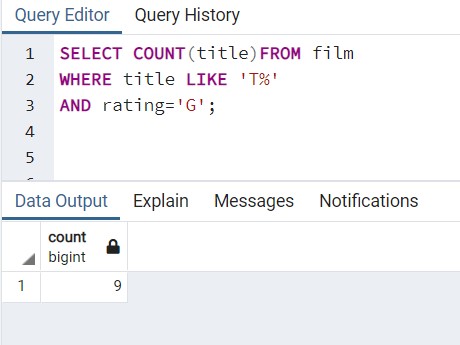 Query Editor Query History
1 SELECT COUNT(title)FROM film
2 WHERE title LIKE 'T%'
3 AND rating='G';
4
5
Data Output Explain Messages Notifications
count
bigint
1 9